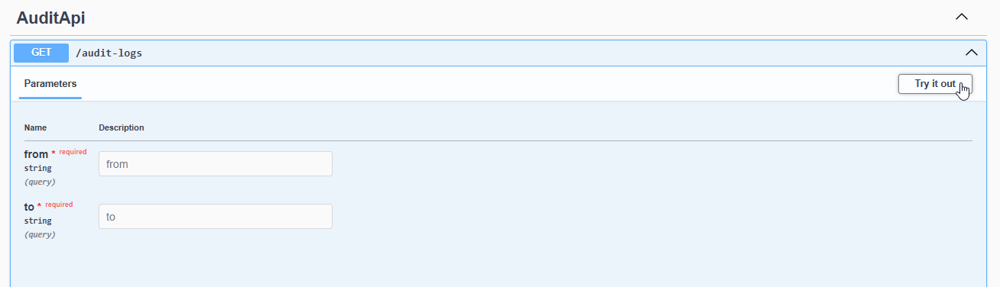 AuditApi
GET /audit-logs
Parameters
Try it out
Name Description
from * required
string
(query)
from
to * required
string
(query)
to